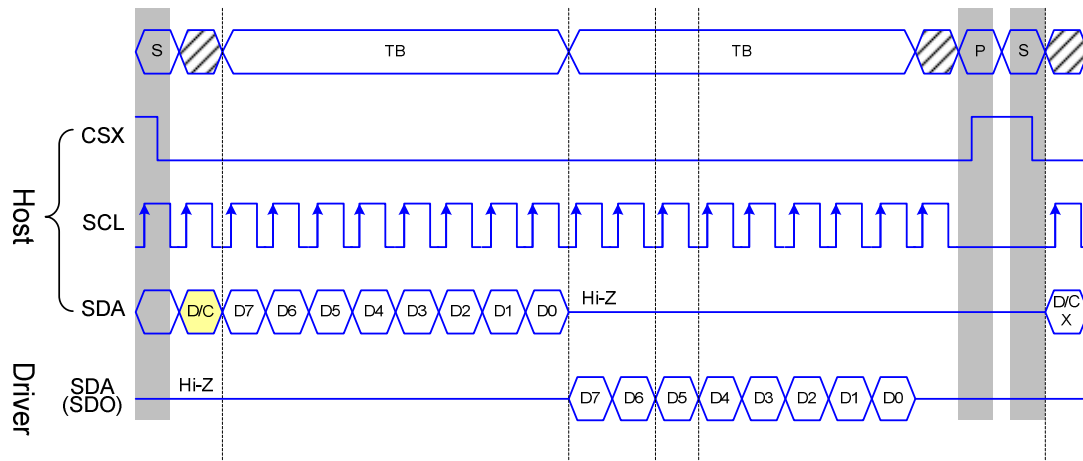 S TB TB P S
CSX
Host
SCL
SDA D/C D7 D6 D5 D4 D3 D2 D1 D0 Hi-Z D/C
X
Driver
SDA
(SDO) Hi-Z D7 D6 D5 D4 D3 D2 D1 D0